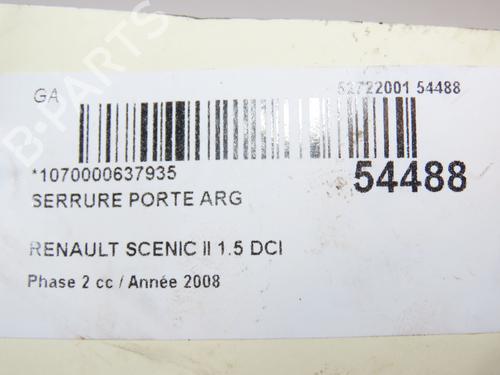 GA
52722001 54488
*1070000637935
54488
SERRURE PORTE ARG
RENAULT SCENIC II 1.5 DCI
Phase 2 cc / Année 2008
B-PARTS